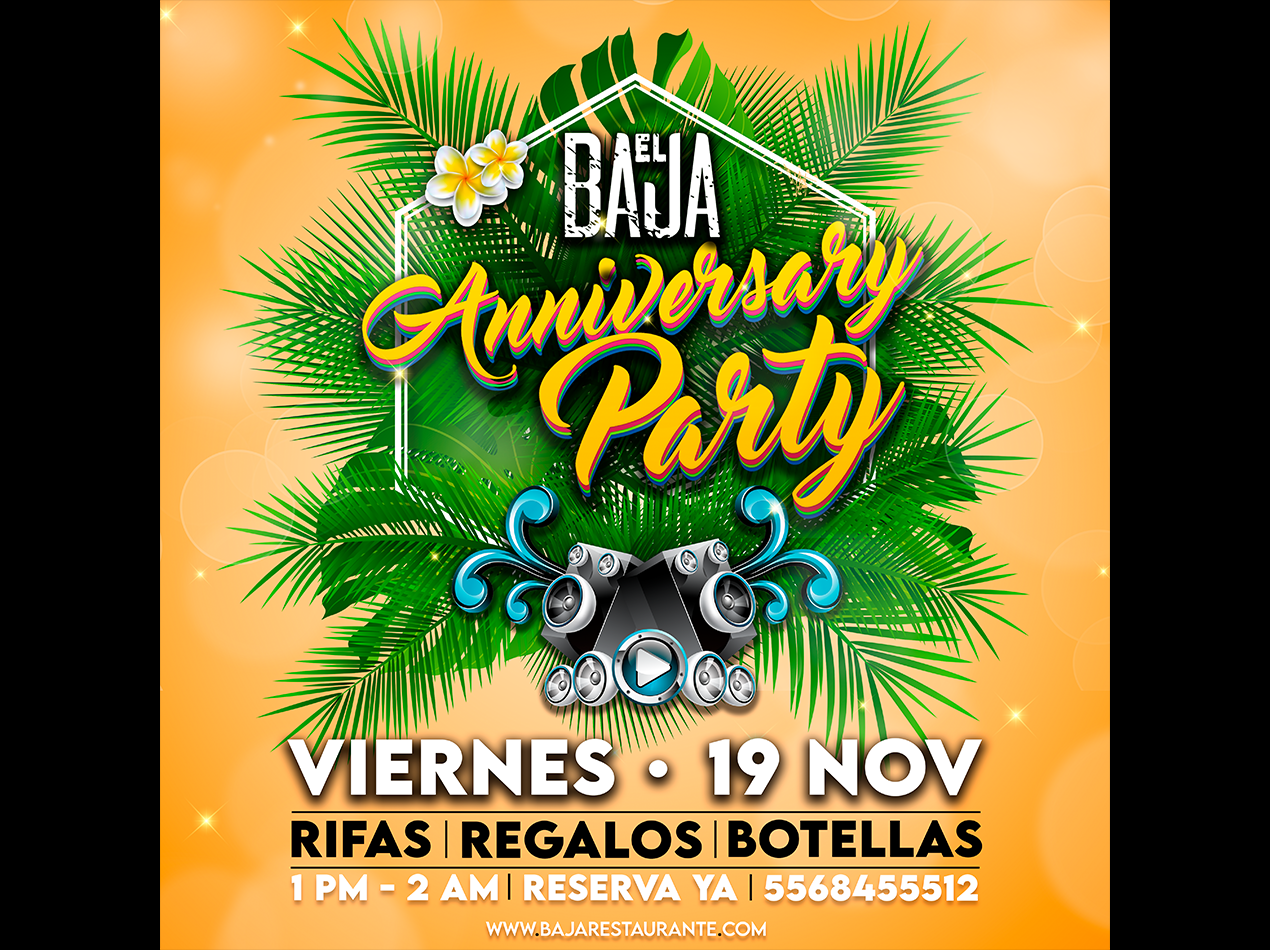 EL
BAJA
Anniversary
Party
VIERNES • 19 NOV
RIFAS | REGALOS | BOTELLAS
1 PM - 2 AM | RESERVA YA | 5568455512
WWW.BAJARESTAURANTE.COM